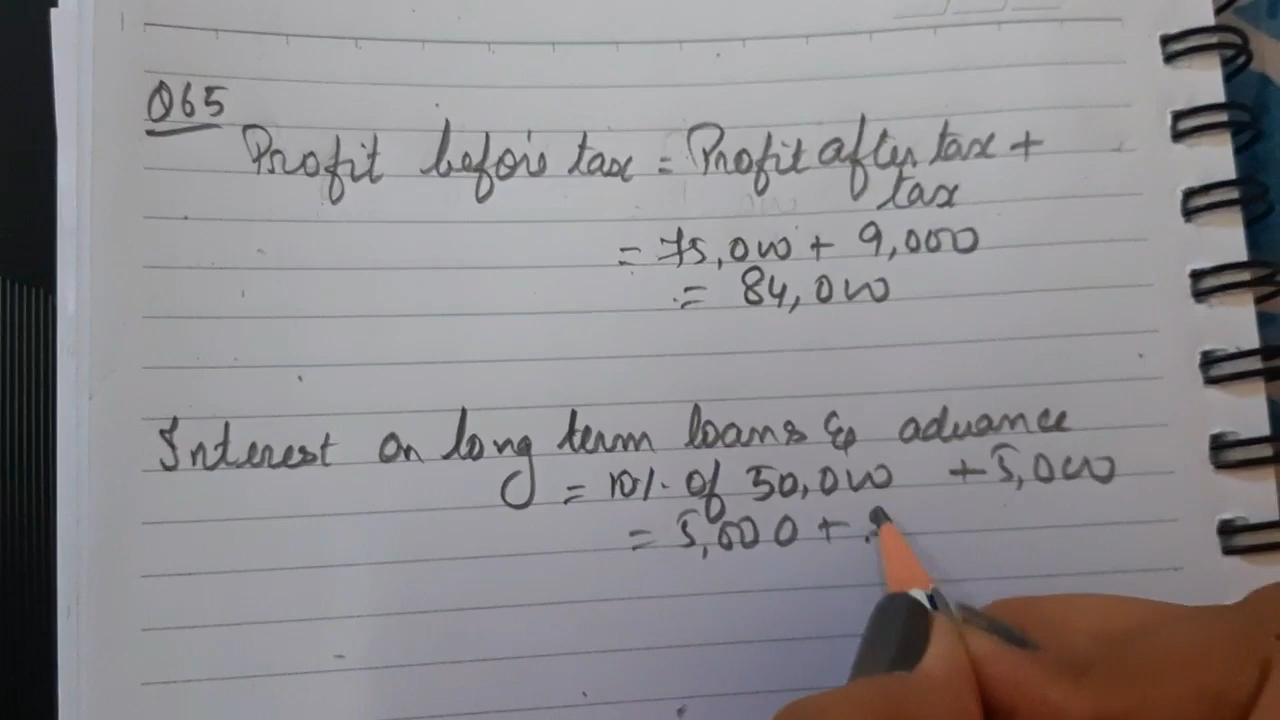 Q65
Profit before tax = Profit after tax +
tax
= 75,000 + 9,000
= 84,000
Interest on long term loans & advance
= 10% of 50,000 + 5,000
= 5,000 +